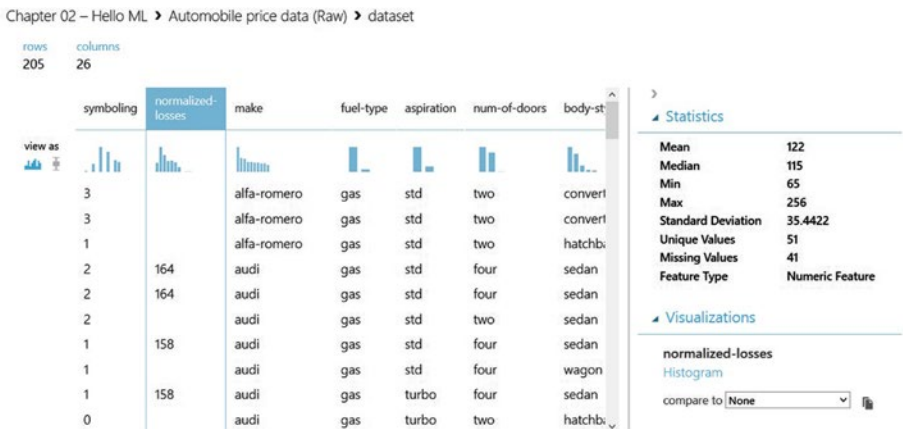 Chapter 02 – Hello ML > Automobile price data (Raw) > dataset
rows columns
205 26
symboling normalized-losses make fuel-type aspiration num-of-doors body-st
view as
3 alfa-romero gas std two convert
3 alfa-romero gas std two convert
1 alfa-romero gas std two hatchba
2 164 audi gas std four sedan
2 164 audi gas std four sedan
2 audi gas std two sedan
1 158 audi gas std four sedan
1 audi gas std four wagon
1 158 audi gas turbo four sedan
0 audi gas turbo two hatchba
Statistics
Mean 122
Median 115
Min 65
Max 256
Standard Deviation 35.4422
Unique Values 51
Missing Values 41
Feature Type Numeric Feature
Visualizations
normalized-losses
Histogram
compare to None